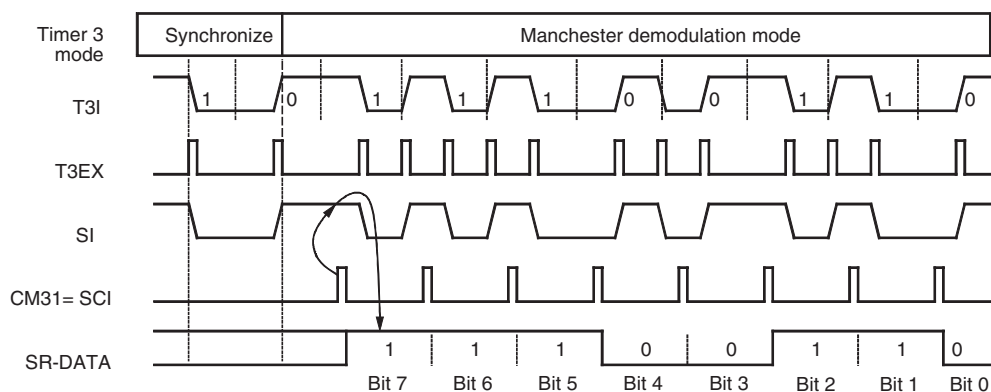 Timer 3 mode
Synchronize
Manchester demodulation mode
T3I
1 0 1 1 1 0 0 1 1 0
T3EX
SI
CM31= SCI
SR-DATA
1 1 1 0 0 1 1 0
Bit 7 Bit 6 Bit 5 Bit 4 Bit 3 Bit 2 Bit 1 Bit 0